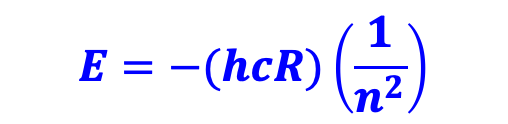 E = −(hcR) (1/n²)